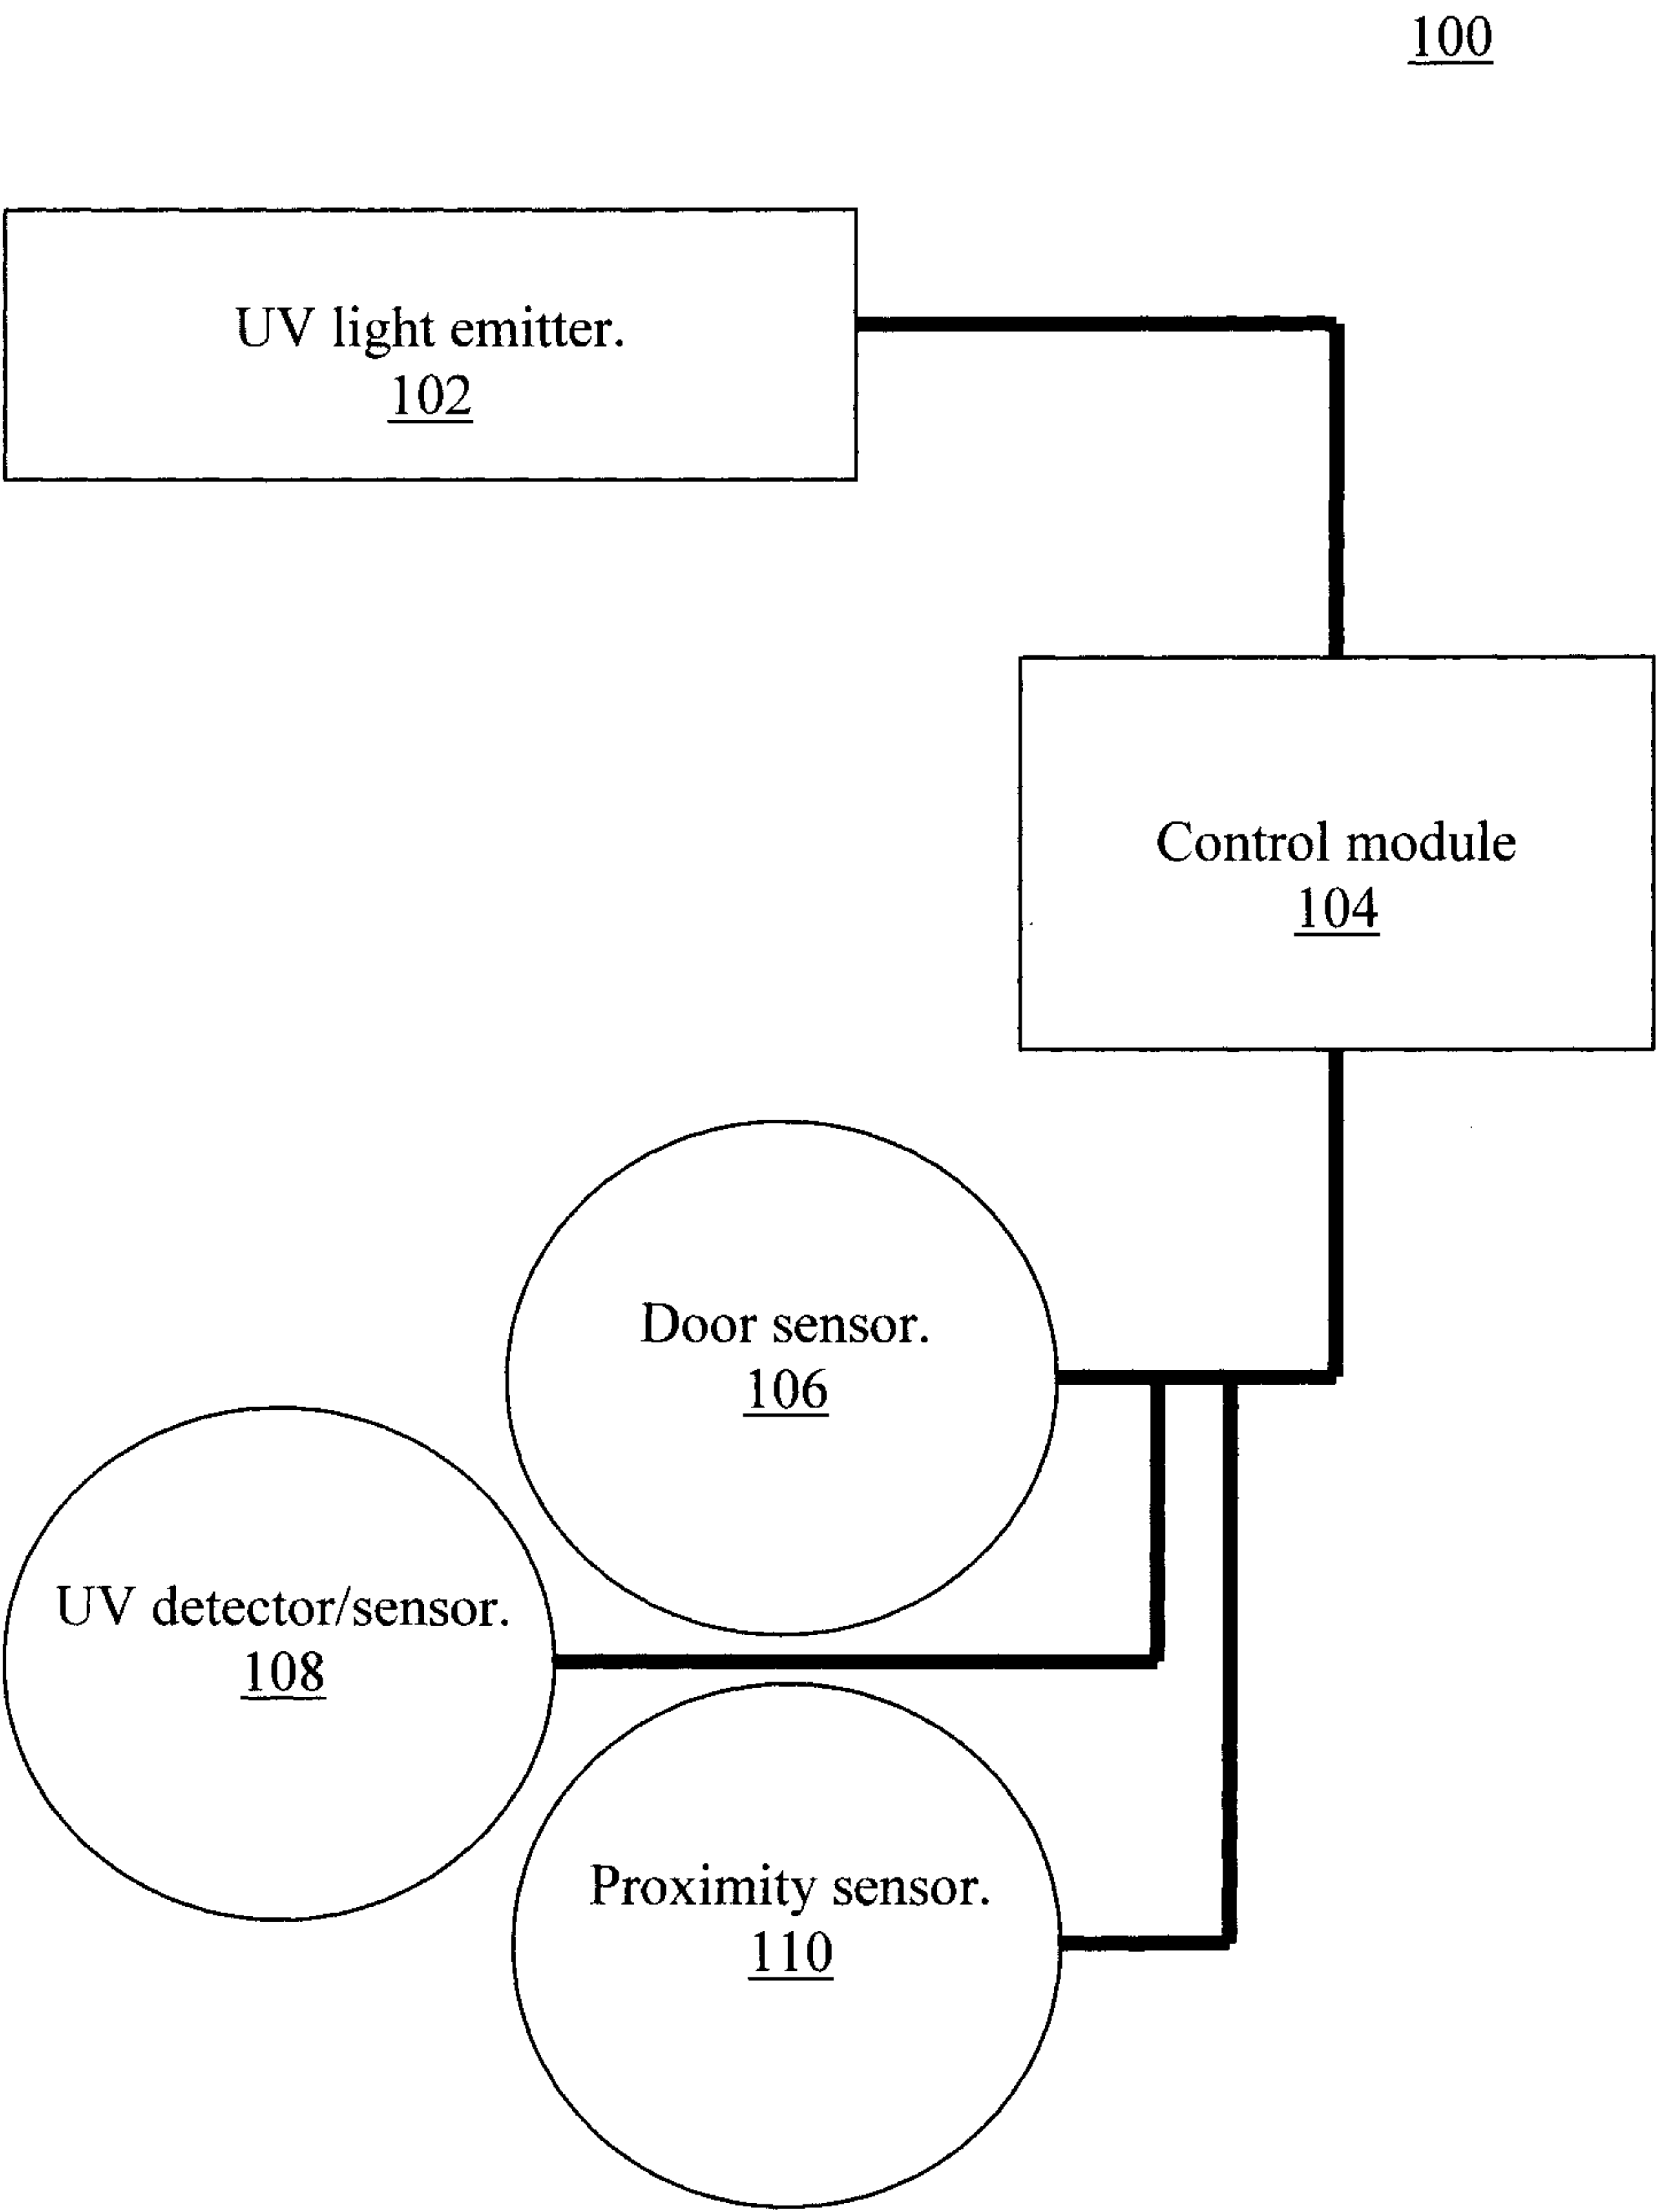 100
UV light emitter.
102
Control module
104
Door sensor.
106
UV detector/sensor.
108
Proximity sensor.
110